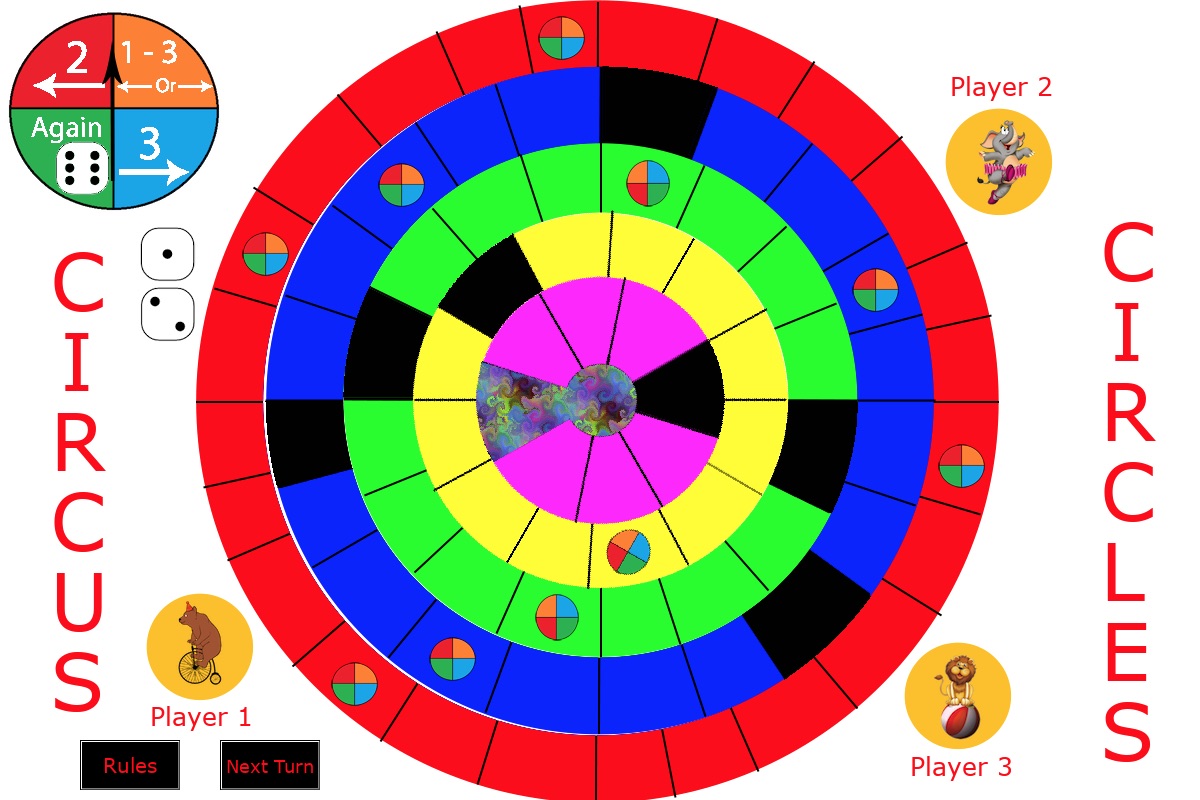 2
1 - 3
Or
Again
3
CIRCUS
CIRCLES
Player 2
Player 1
Player 3
Rules
Next Turn